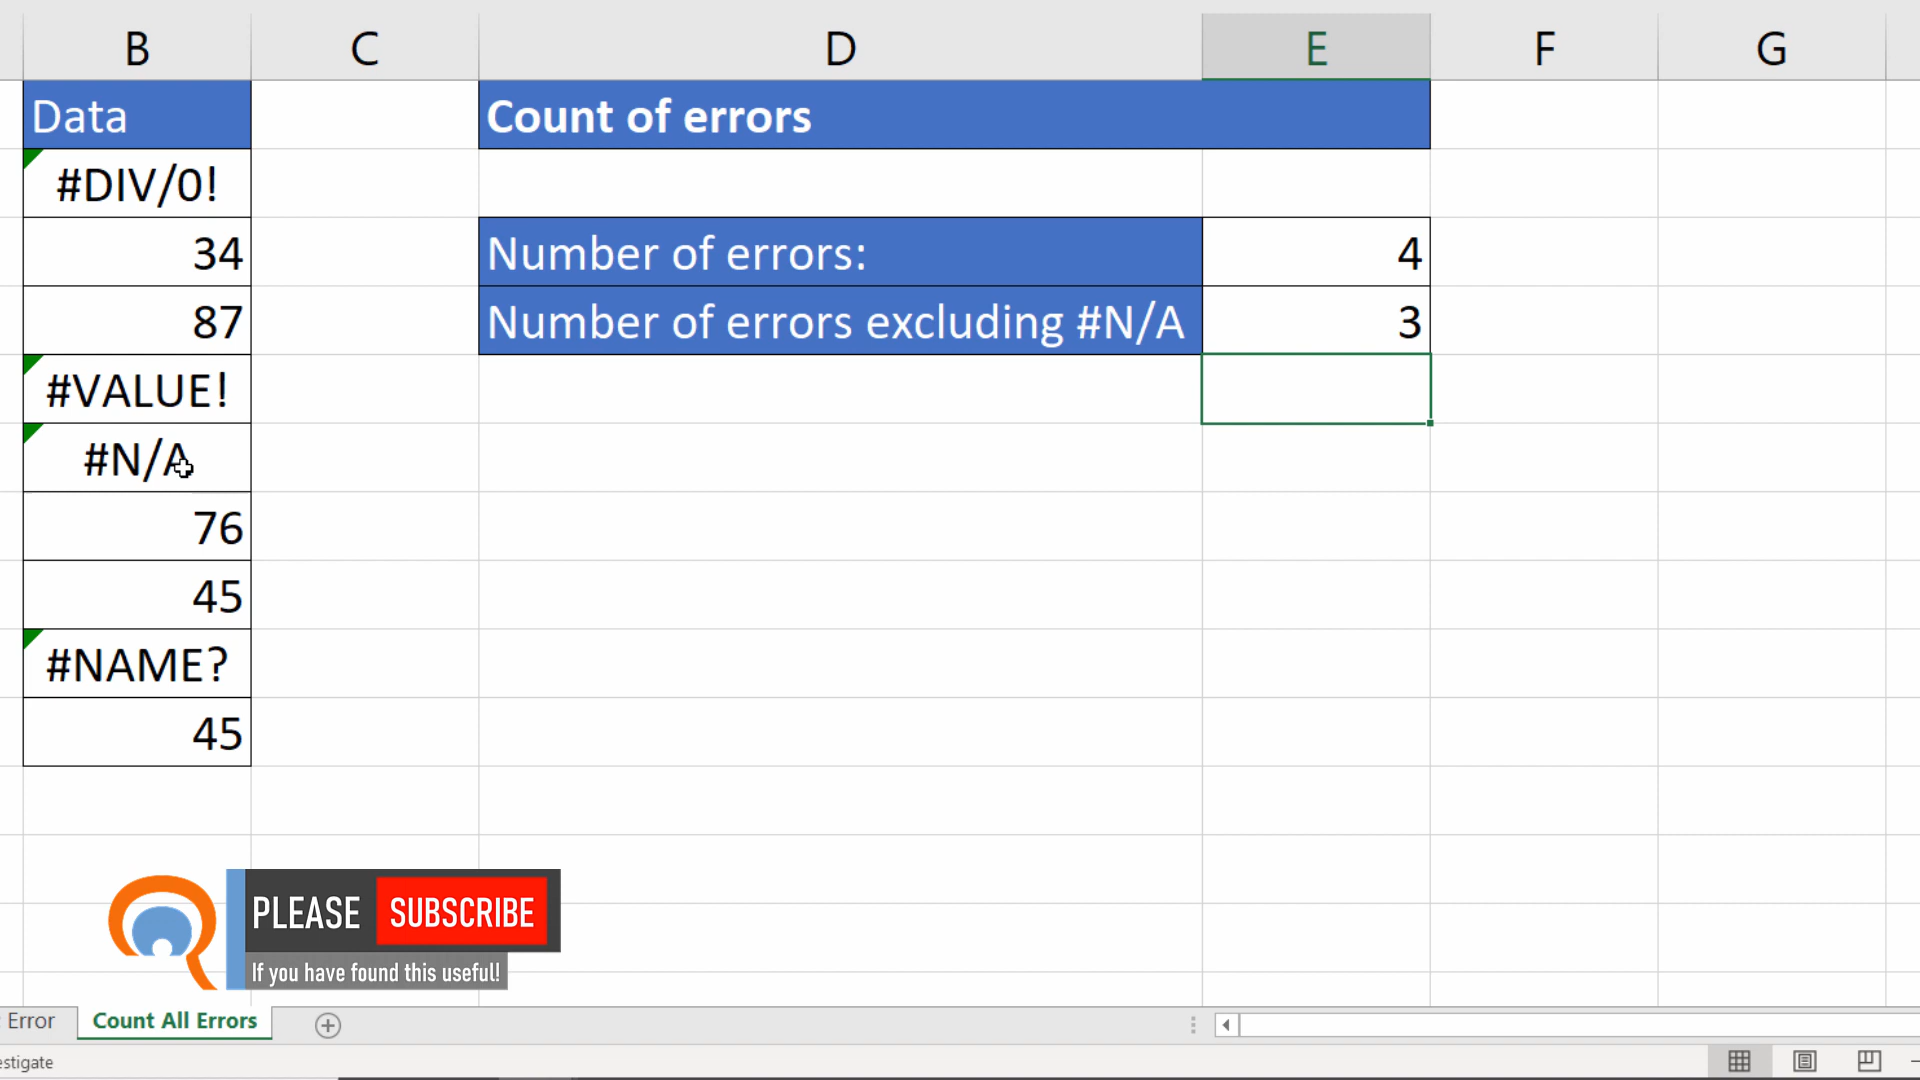 B C D E F G
Data Count of errors
#DIV/0!
34 Number of errors: 4
87 Number of errors excluding #N/A 3
#VALUE!
#N/A
76
45
#NAME?
45
PLEASE SUBSCRIBE
If you have found this useful!
Error Count All Errors
estigate